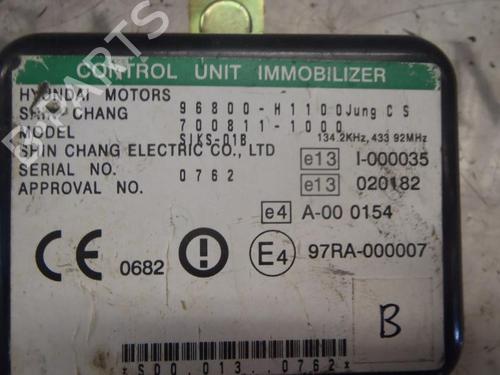 CONTROL UNIT IMMOBILIZER
HYUNDAI MOTORS 96800-H1100 Jung C S
SHIN CHANG 700811-1000
MODEL SIKS-01B 134.2KHz, 433 92MHz
SHIN CHANG ELECTRIC CO., LTD
SERIAL NO. 0762 e13 I-000035
APPROVAL NO. e13 020182
e4 A-00 0154
CE 0682 E4 97RA-000007
B
*S00.013..0762*
PARTS